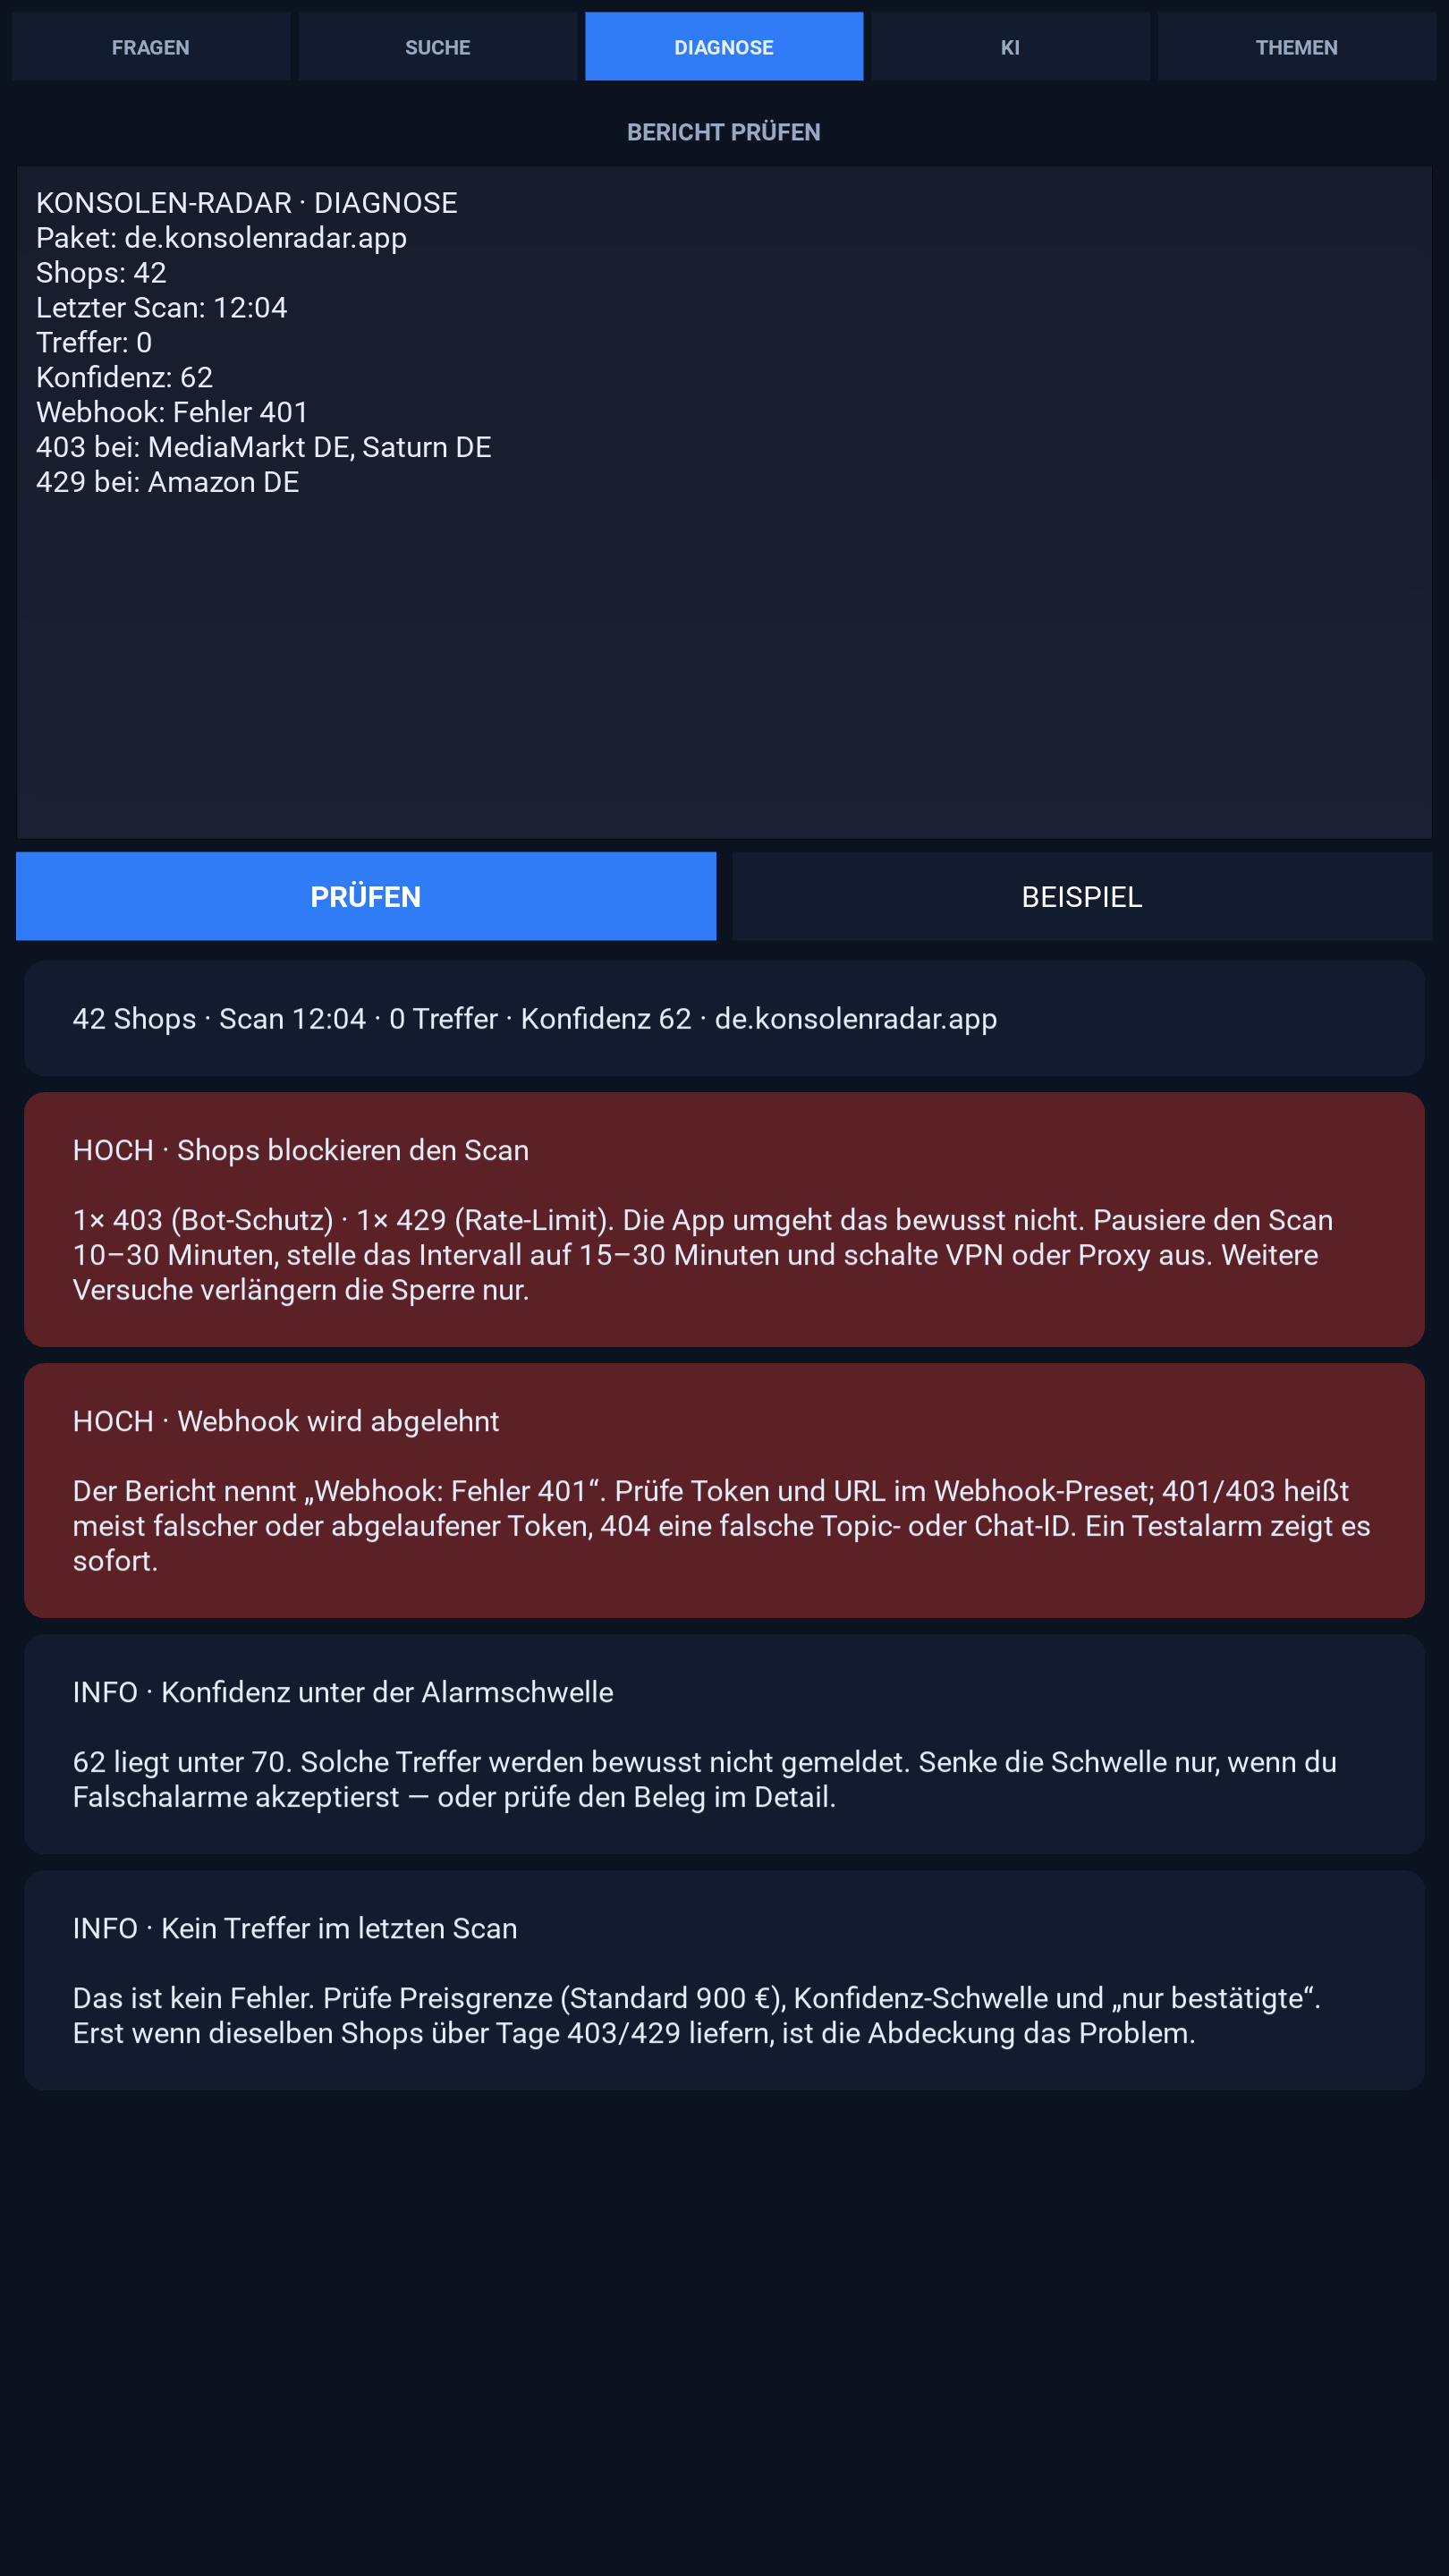 FRAGEN
SUCHE
DIAGNOSE
KI
THEMEN
BERICHT PRÜFEN
KONSOLEN-RADAR · DIAGNOSE
Paket: de.konsolenradar.app
Shops: 42
Letzter Scan: 12:04
Treffer: 0
Konfidenz: 62
Webhook: Fehler 401
403 bei: MediaMarkt DE, Saturn DE
429 bei: Amazon DE
PRÜFEN
BEISPIEL
42 Shops · Scan 12:04 · 0 Treffer · Konfidenz 62 · de.konsolenradar.app
HOCH · Shops blockieren den Scan
1× 403 (Bot-Schutz) · 1× 429 (Rate-Limit). Die App umgeht das bewusst nicht. Pausiere den Scan
10–30 Minuten, stelle das Intervall auf 15–30 Minuten und schalte VPN oder Proxy aus. Weitere
Versuche verlängern die Sperre nur.
HOCH · Webhook wird abgelehnt
Der Bericht nennt „Webhook: Fehler 401“. Prüfe Token und URL im Webhook-Preset; 401/403 heißt
meist falscher oder abgelaufener Token, 404 eine falsche Topic- oder Chat-ID. Ein Testalarm zeigt es
sofort.
INFO · Konfidenz unter der Alarmschwelle
62 liegt unter 70. Solche Treffer werden bewusst nicht gemeldet. Senke die Schwelle nur, wenn du
Falschalarme akzeptierst — oder prüfe den Beleg im Detail.
INFO · Kein Treffer im letzten Scan
Das ist kein Fehler. Prüfe Preisgrenze (Standard 900 €), Konfidenz-Schwelle und „nur bestätigte“.
Erst wenn dieselben Shops über Tage 403/429 liefern, ist die Abdeckung das Problem.